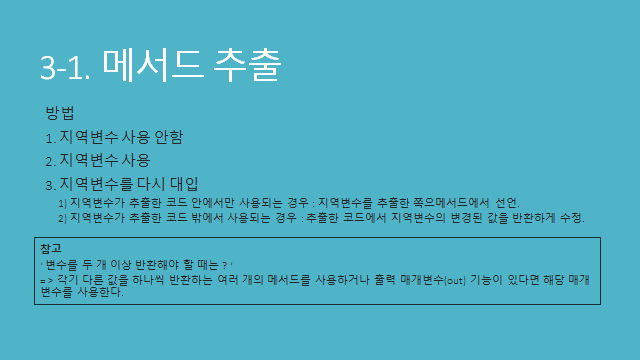 3-1. 메서드 추출
방법
1. 지역변수 사용 안함
2. 지역변수 사용
3. 지역변수를 다시 대입
1) 지역변수가 추출한 코드 안에서만 사용되는 경우 : 지역변수를 추출한 쪽으메서드에서 선언.
2) 지역변수가 추출한 코드 밖에서 사용되는 경우 : 추출한 코드에서 지역변수의 변경된 값을 반환하게 수정.
참고
‘ 변수를 두 개 이상 반환해야 할 때는 ? ‘
= > 각기 다른 값을 하나씩 반환하는 여러 개의 메서드를 사용하거나 출력 매개변수(out) 기능이 있다면 해당 매개
변수를 사용한다.